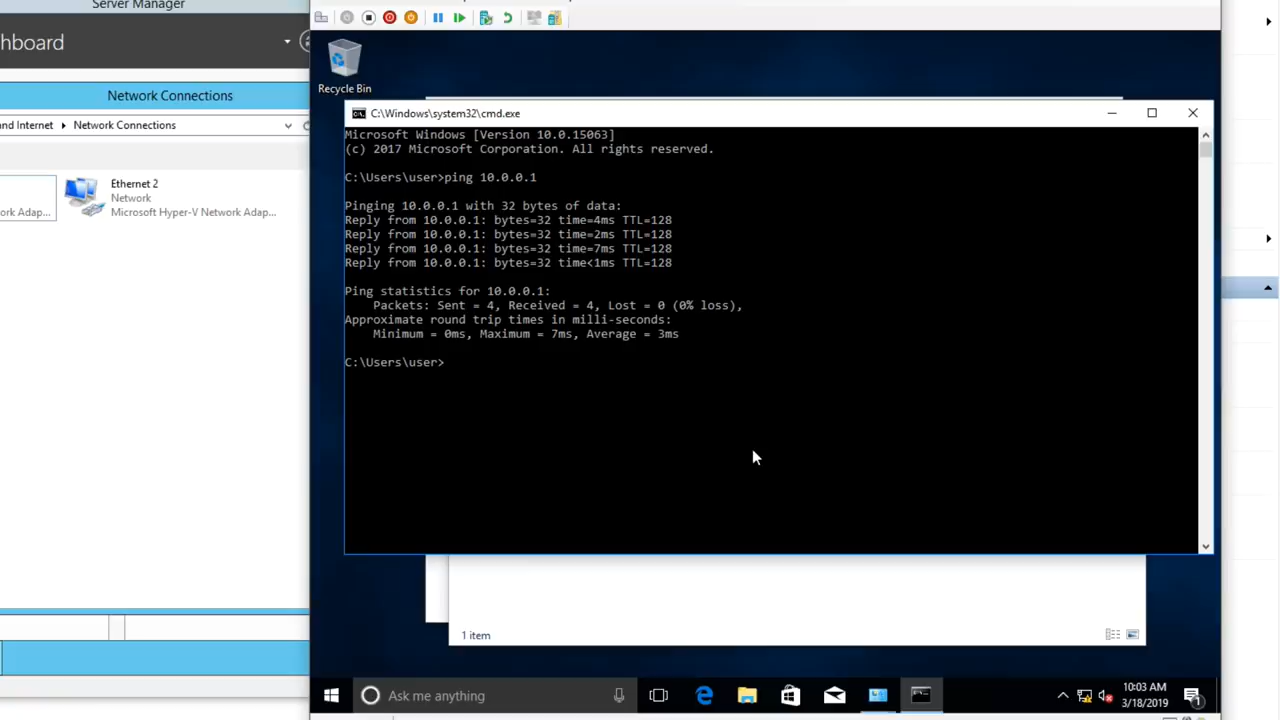 Server Manager
hboard
Network Connections
and Internet
Network Connections
Ethernet 2
Network
work Adap...
Microsoft Hyper-V Network Adap...
Recycle Bin
C:\Windows\system32\cmd.exe
Microsoft Windows [Version 10.0.15063]
(c) 2017 Microsoft Corporation. All rights reserved.
C:\Users\user>ping 10.0.0.1
Pinging 10.0.0.1 with 32 bytes of data:
Reply from 10.0.0.1: bytes=32 time=4ms TTL=128
Reply from 10.0.0.1: bytes=32 time=2ms TTL=128
Reply from 10.0.0.1: bytes=32 time=7ms TTL=128
Reply from 10.0.0.1: bytes=32 time<1ms TTL=128
Ping statistics for 10.0.0.1:
Packets: Sent = 4, Received = 4, Lost = 0 (0% loss),
Approximate round trip times in milli-seconds:
Minimum = 0ms, Maximum = 7ms, Average = 3ms
C:\Users\user>
1 item
Ask me anything
10:03 AM
3/18/2019
1